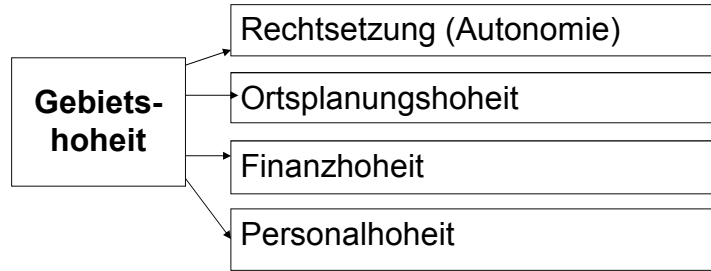 Rechtsetzung (Autonomie)
Gebiets-
hoheit
Ortsplanungshoheit
Finanzhoheit
Personalhoheit